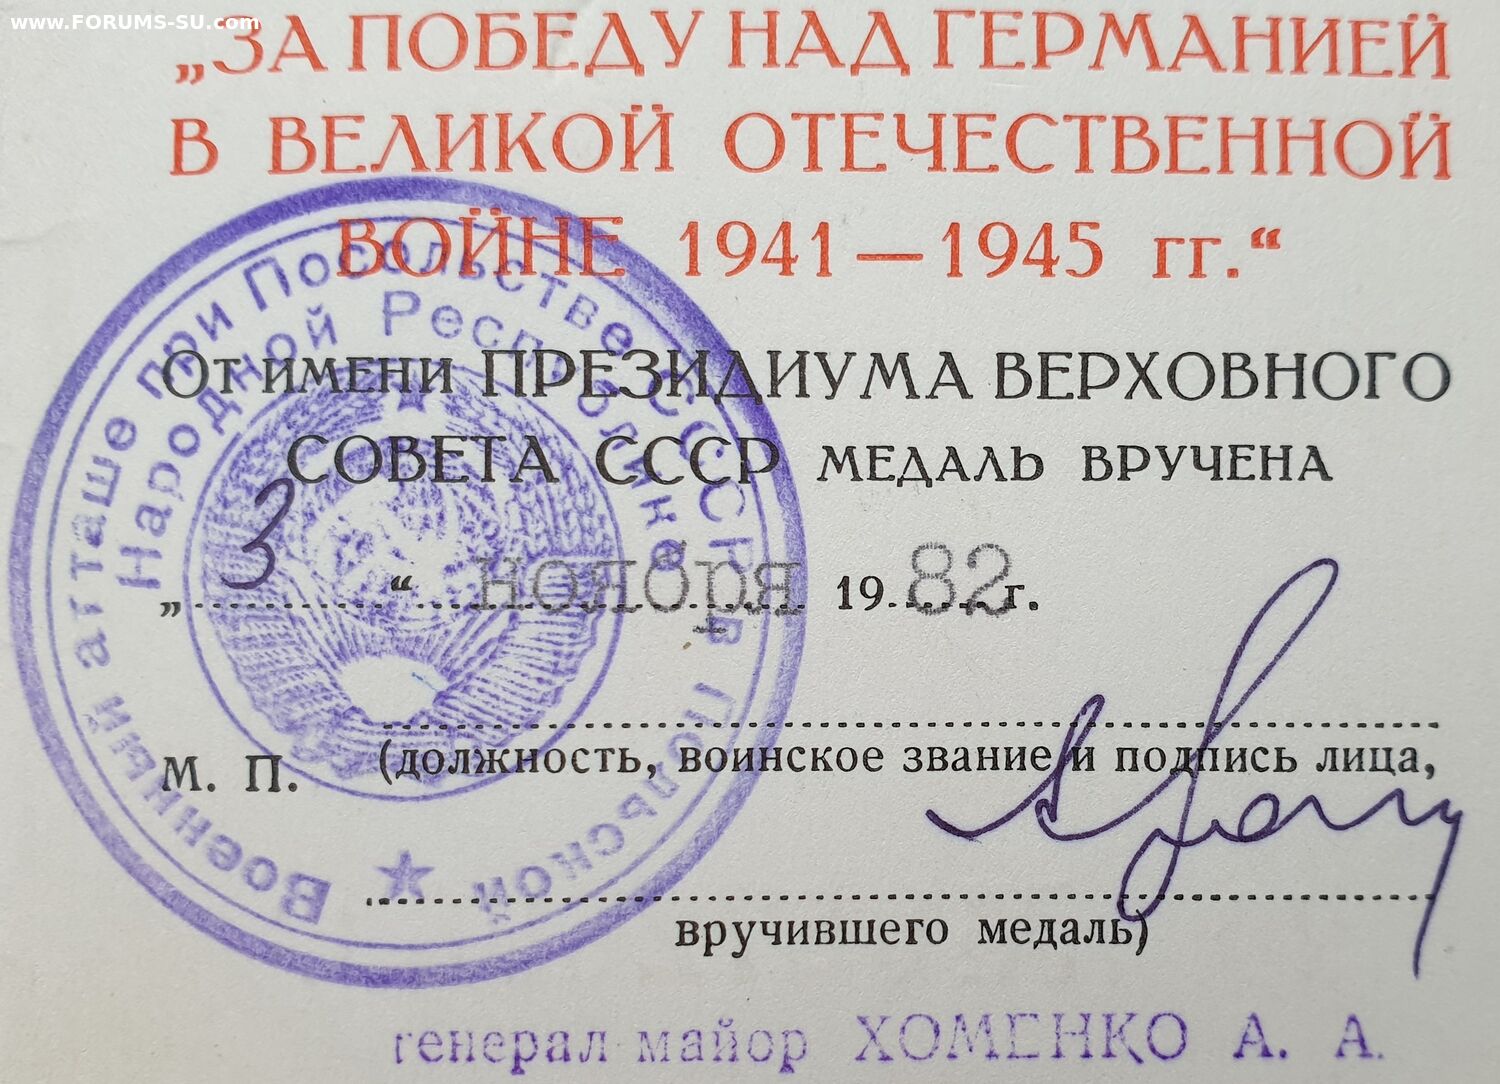 www.FORUMS-SU.com
„ЗА ПОБЕДУ НАД ГЕРМАНИЕЙ
В ВЕЛИКОЙ ОТЕЧЕСТВЕННОЙ
ВОЙНЕ 1941—1945 гг.“
От имени ПРЕЗИДИУМА ВЕРХОВНОГО
СОВЕТА СССР МЕДАЛЬ ВРУЧЕНА
„ 3 “ ноября 1982 г.
М. П.
(должность, воинское звание и подпись лица,
вручившего медаль)
генерал майор ХОМЕНКО А. А.
Военный атташе при Посольстве СССР в Польской
Народной Республике